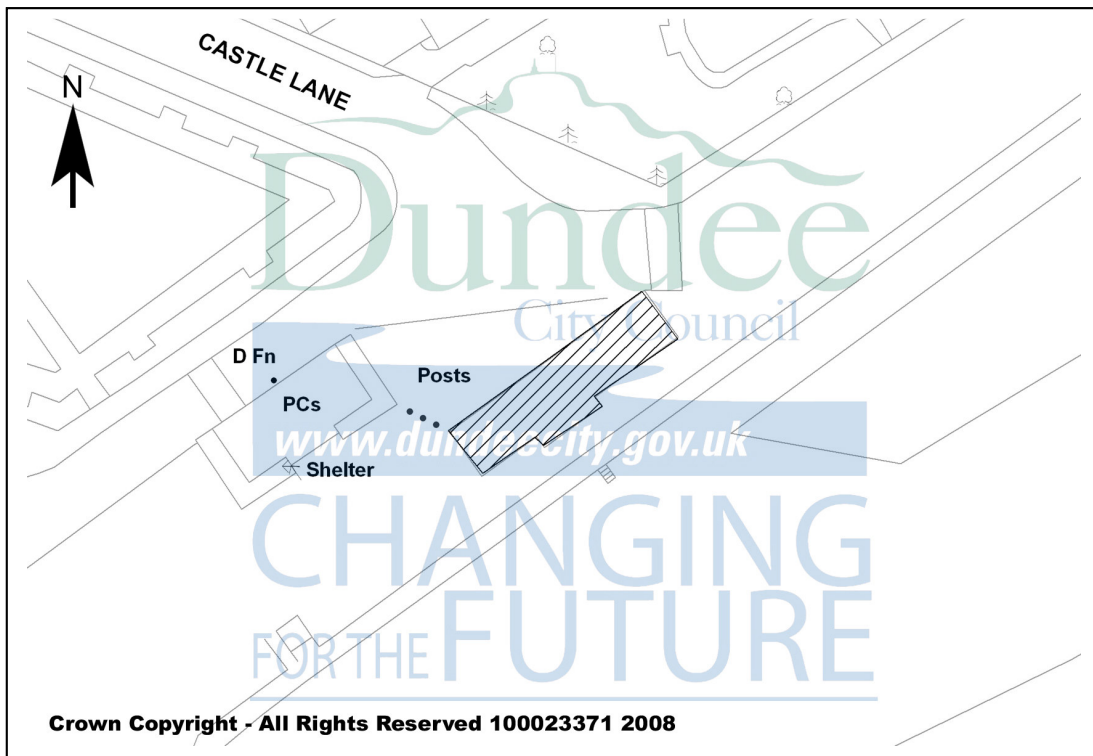 CASTLE LANE
N
Dundee
City Council
D Fn
Posts
PCs
www.dundeecity.gov.uk
Shelter
CHANGING
FOR THE FUTURE
Crown Copyright - All Rights Reserved 100023371 2008